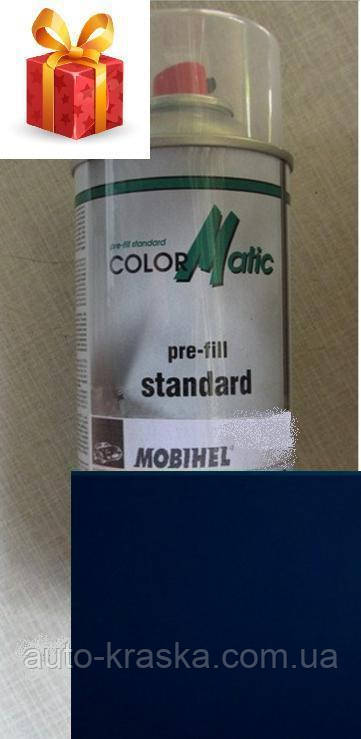 pre-fill standard
COLORMatic
pre-fill
standard
MOBIHEL
auto-kraska.com.ua